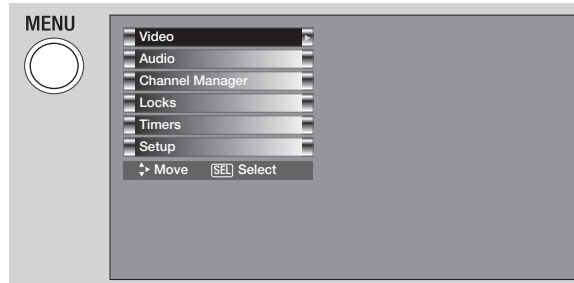 MENU
Video
Audio
Channel Manager
Locks
Timers
Setup
Move SEL Select